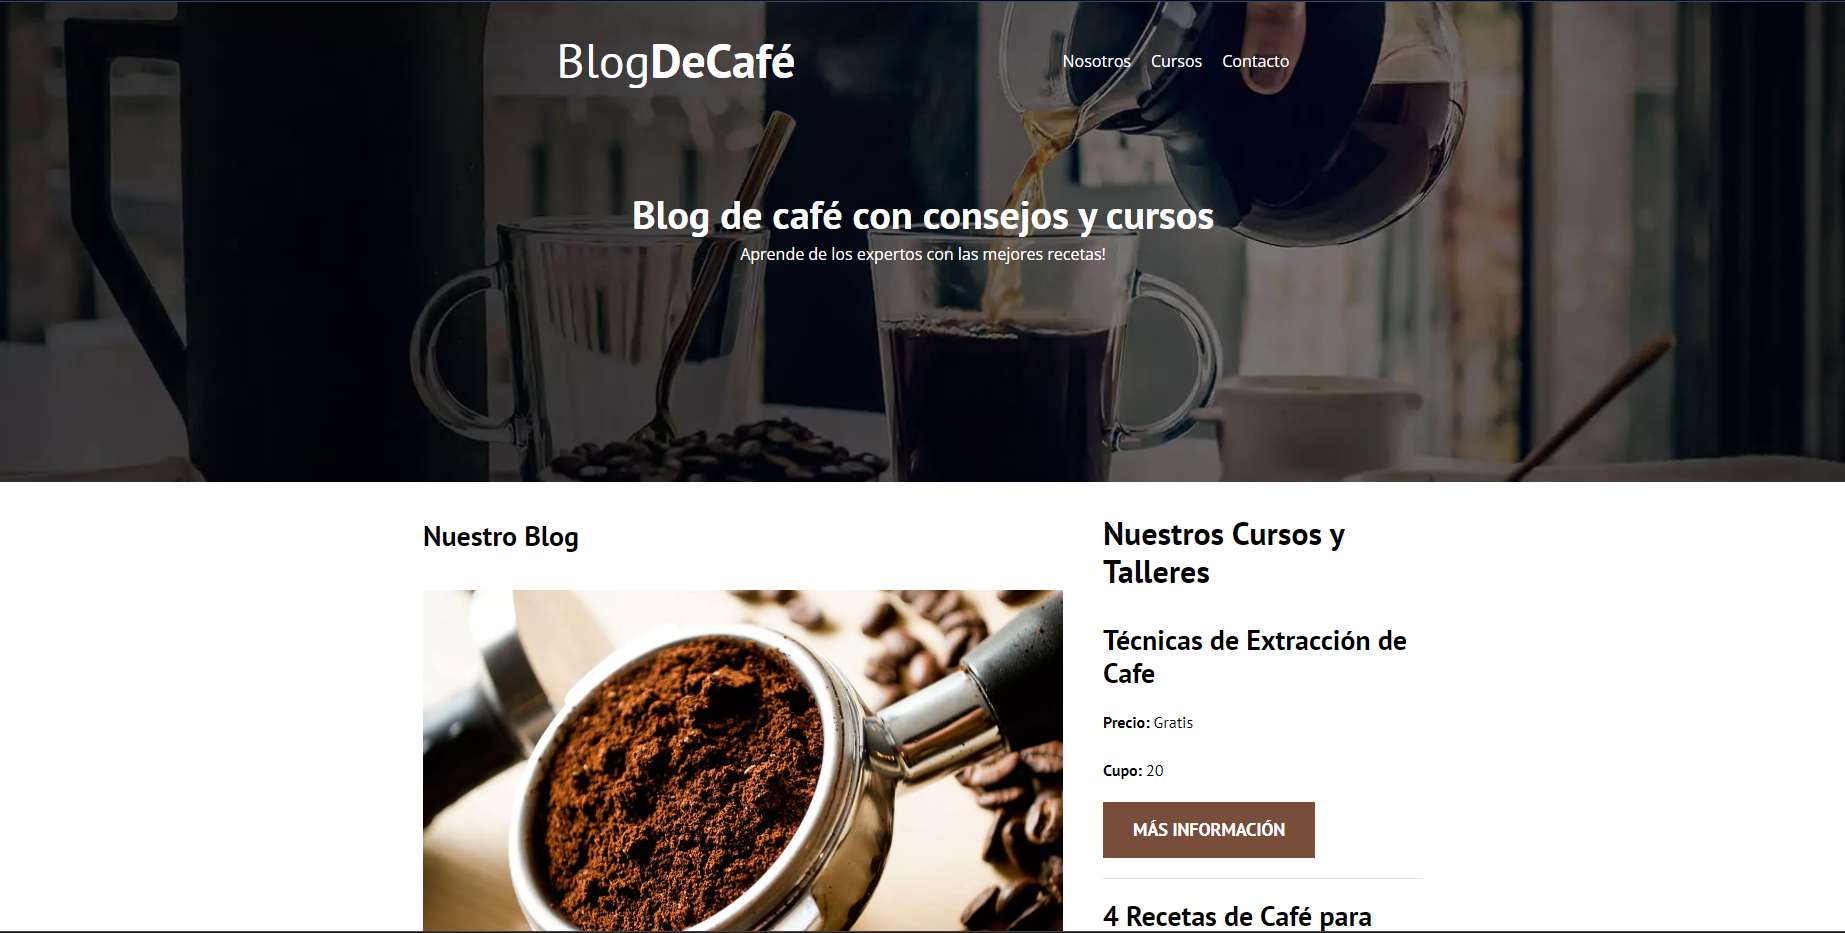 BlogDeCafé
Nosotros Cursos Contacto
Blog de café con consejos y cursos
Aprende de los expertos con las mejores recetas!
Nuestro Blog
Nuestros Cursos y
Talleres
Técnicas de Extracción de
Cafe
Precio: Gratis
Cupo: 20
MÁS INFORMACIÓN
4 Recetas de Café para